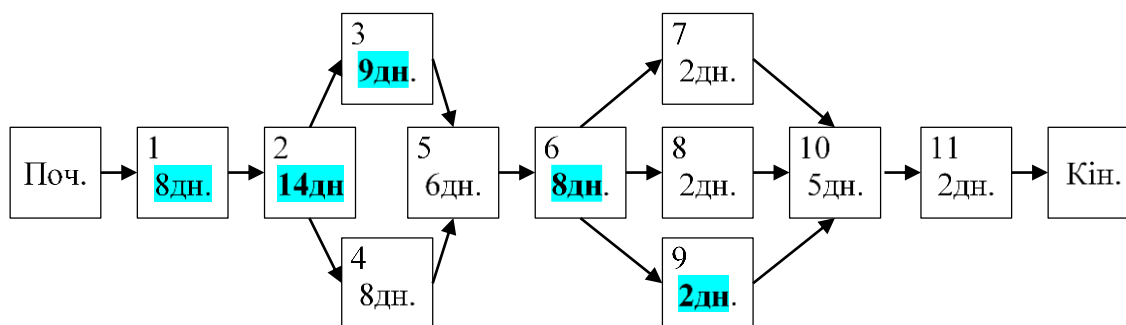 3
9дн.
7
2дн.
Поч.
1
8дн.
2
14дн
5
6дн.
6
8дн.
8
2дн.
10
5дн.
11
2дн.
Кін.
4
8дн.
9
2дн.